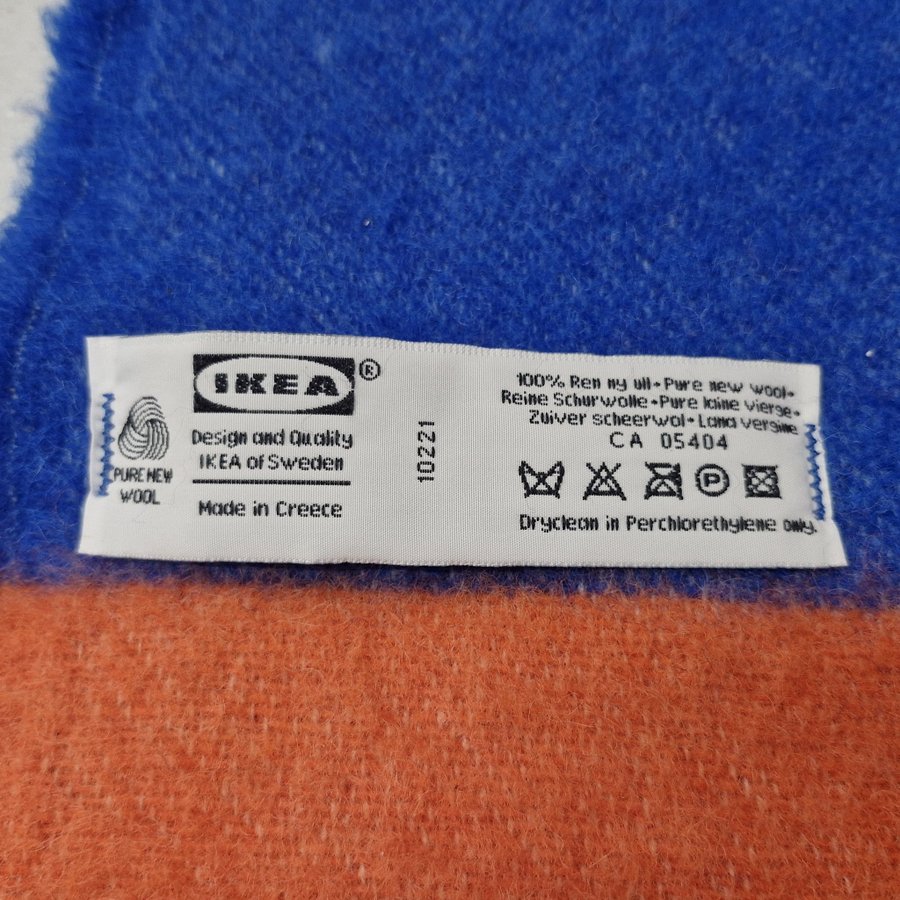 IKEA®
Design and Quality
IKEA of Sweden
Made in Greece
PURE NEW
WOOL
10221
100% Ren ny ull • Pure new wool •
Reine Schurwolle • Pure laine vierge •
Zuiver scheerwol • Lana vergine
CA 05404
P
Dryclean in Perchlorethylene only.